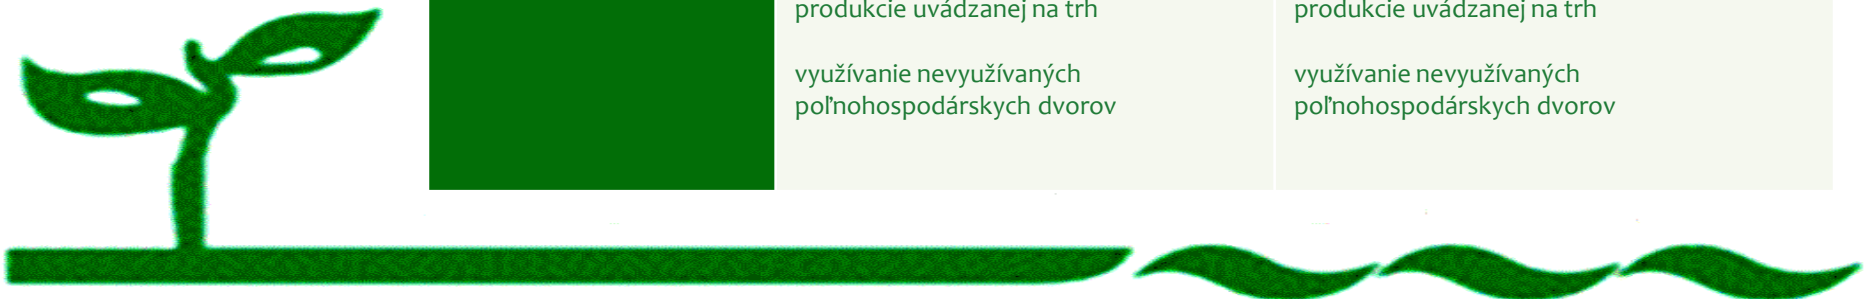 produkcie uvádzanej na trh
využívanie nevyužívaných
poľnohospodárskych dvorov
produkcie uvádzanej na trh
využívanie nevyužívaných
poľnohospodárskych dvorov